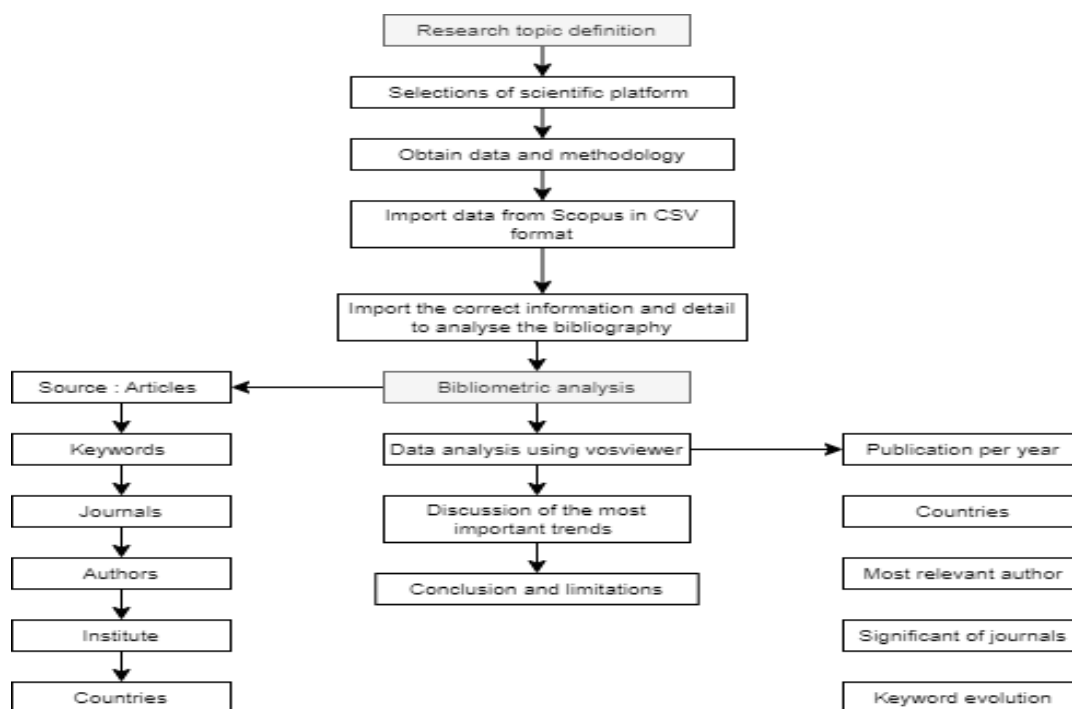 Research topic definition
Selections of scientific platform
Obtain data and methodology
Import data from Scopus in CSV
format
Import the correct information and detail
to analyse the bibliography
Source : Articles
Bibliometric analysis
Keywords
Data analysis using vosviewer
Publication per year
Journals
Discussion of the most
important trends
Countries
Authors
Conclusion and limitations
Most relevant author
Institute
Significant of journals
Countries
Keyword evolution